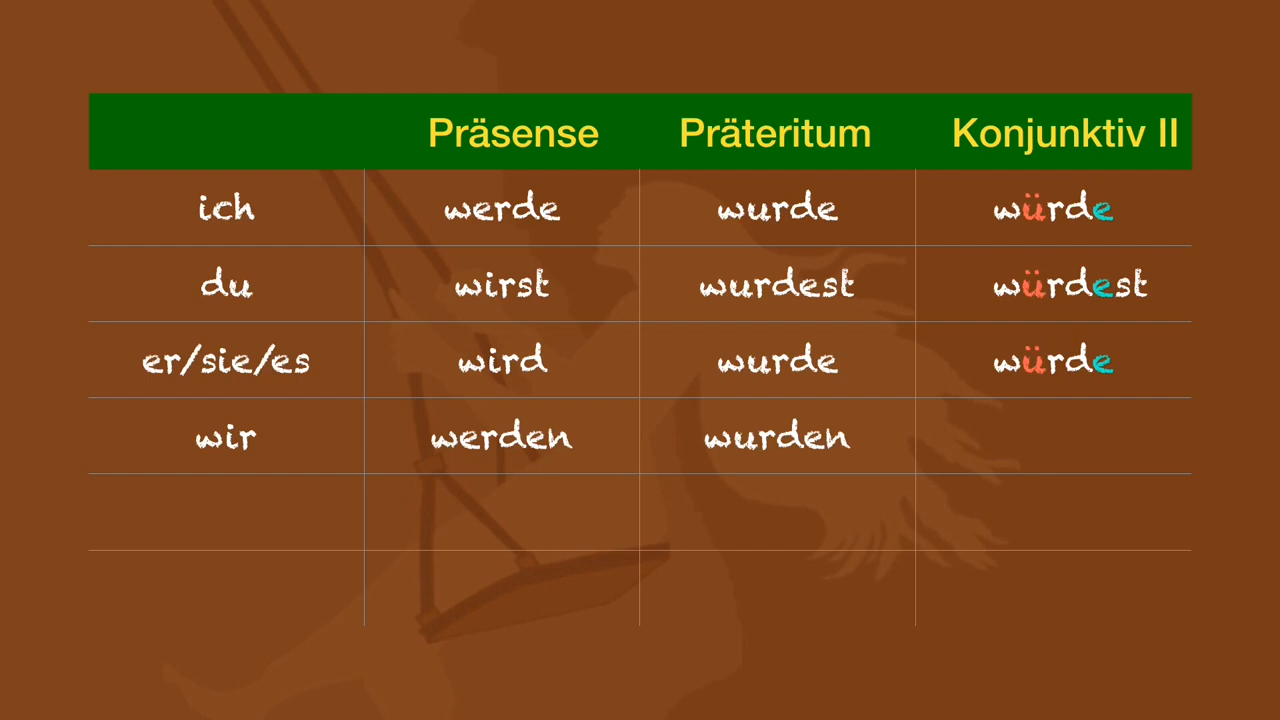 Präsense Präteritum Konjunktiv II
ich werde wurde würde
du wirst wurdest würdest
er/sie/es wird wurde würde
wir werden wurden